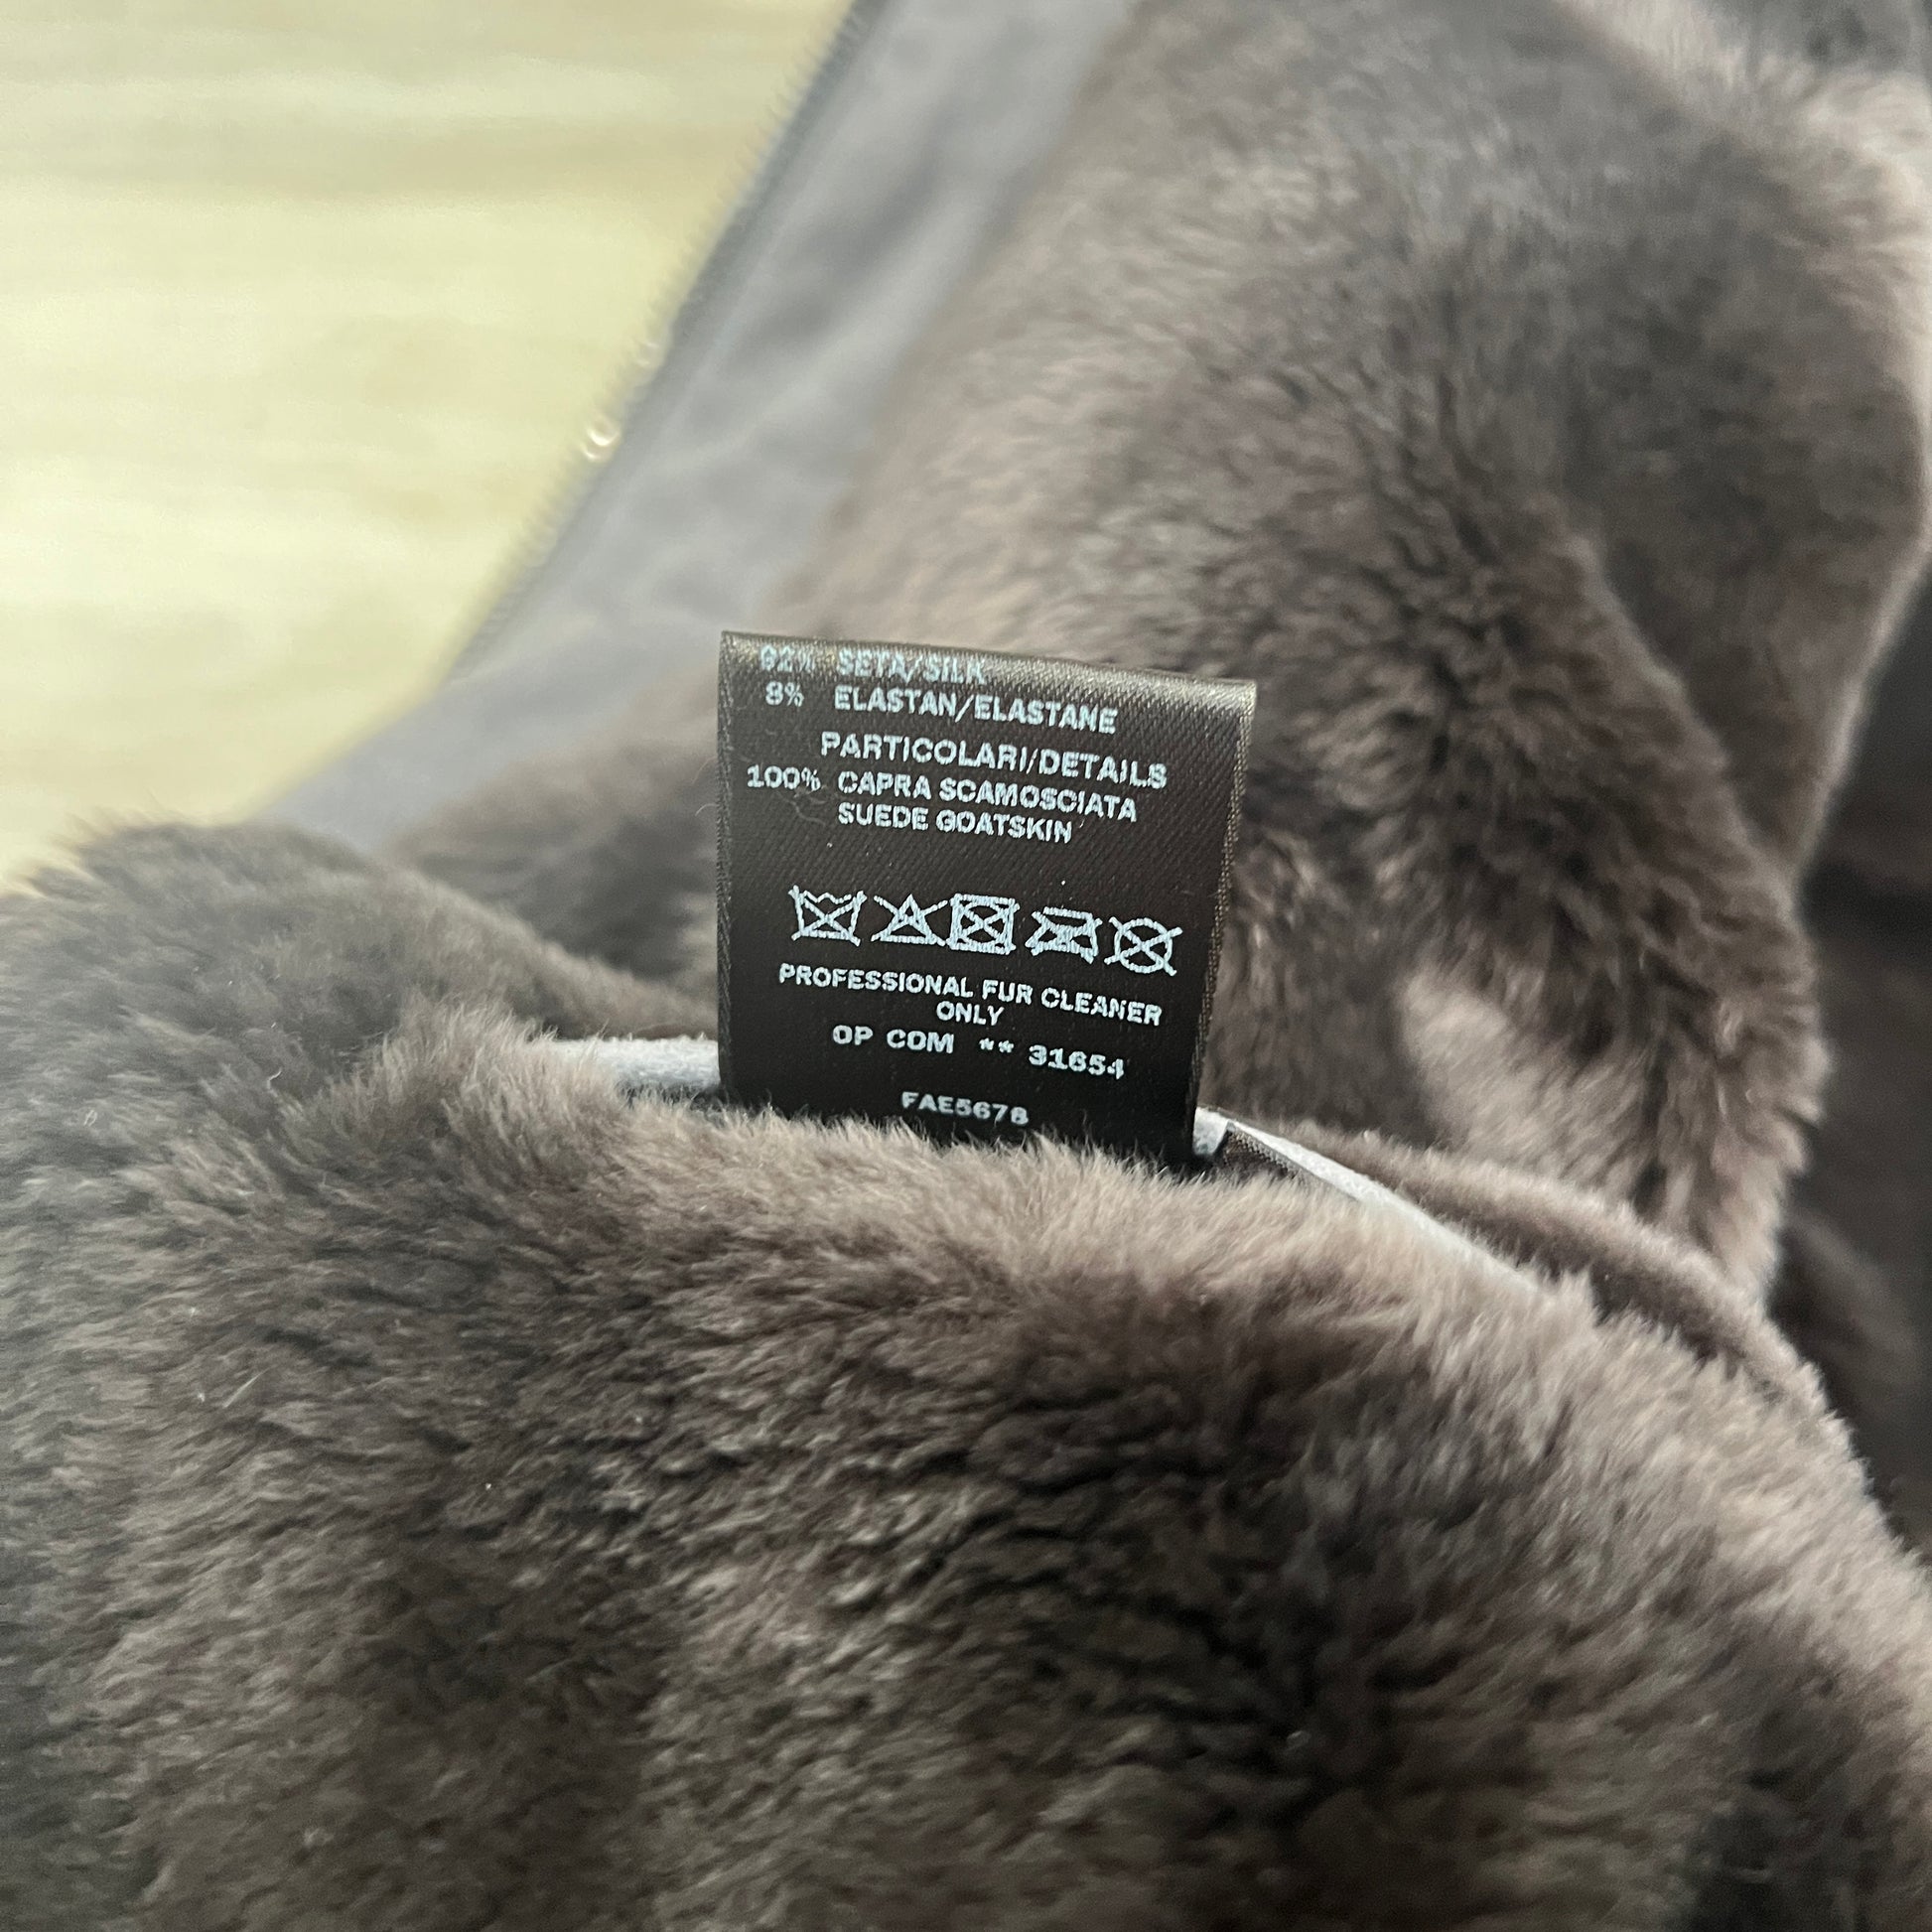 92% SETA/SILK
8% ELASTAN/ELASTANE
PARTICOLARI/DETAILS
100% CAPRA SCAMOSCIATA
SUEDE GOATSKIN
PROFESSIONAL FUR CLEANER
ONLY
OP COM ** 31654
FAE5678